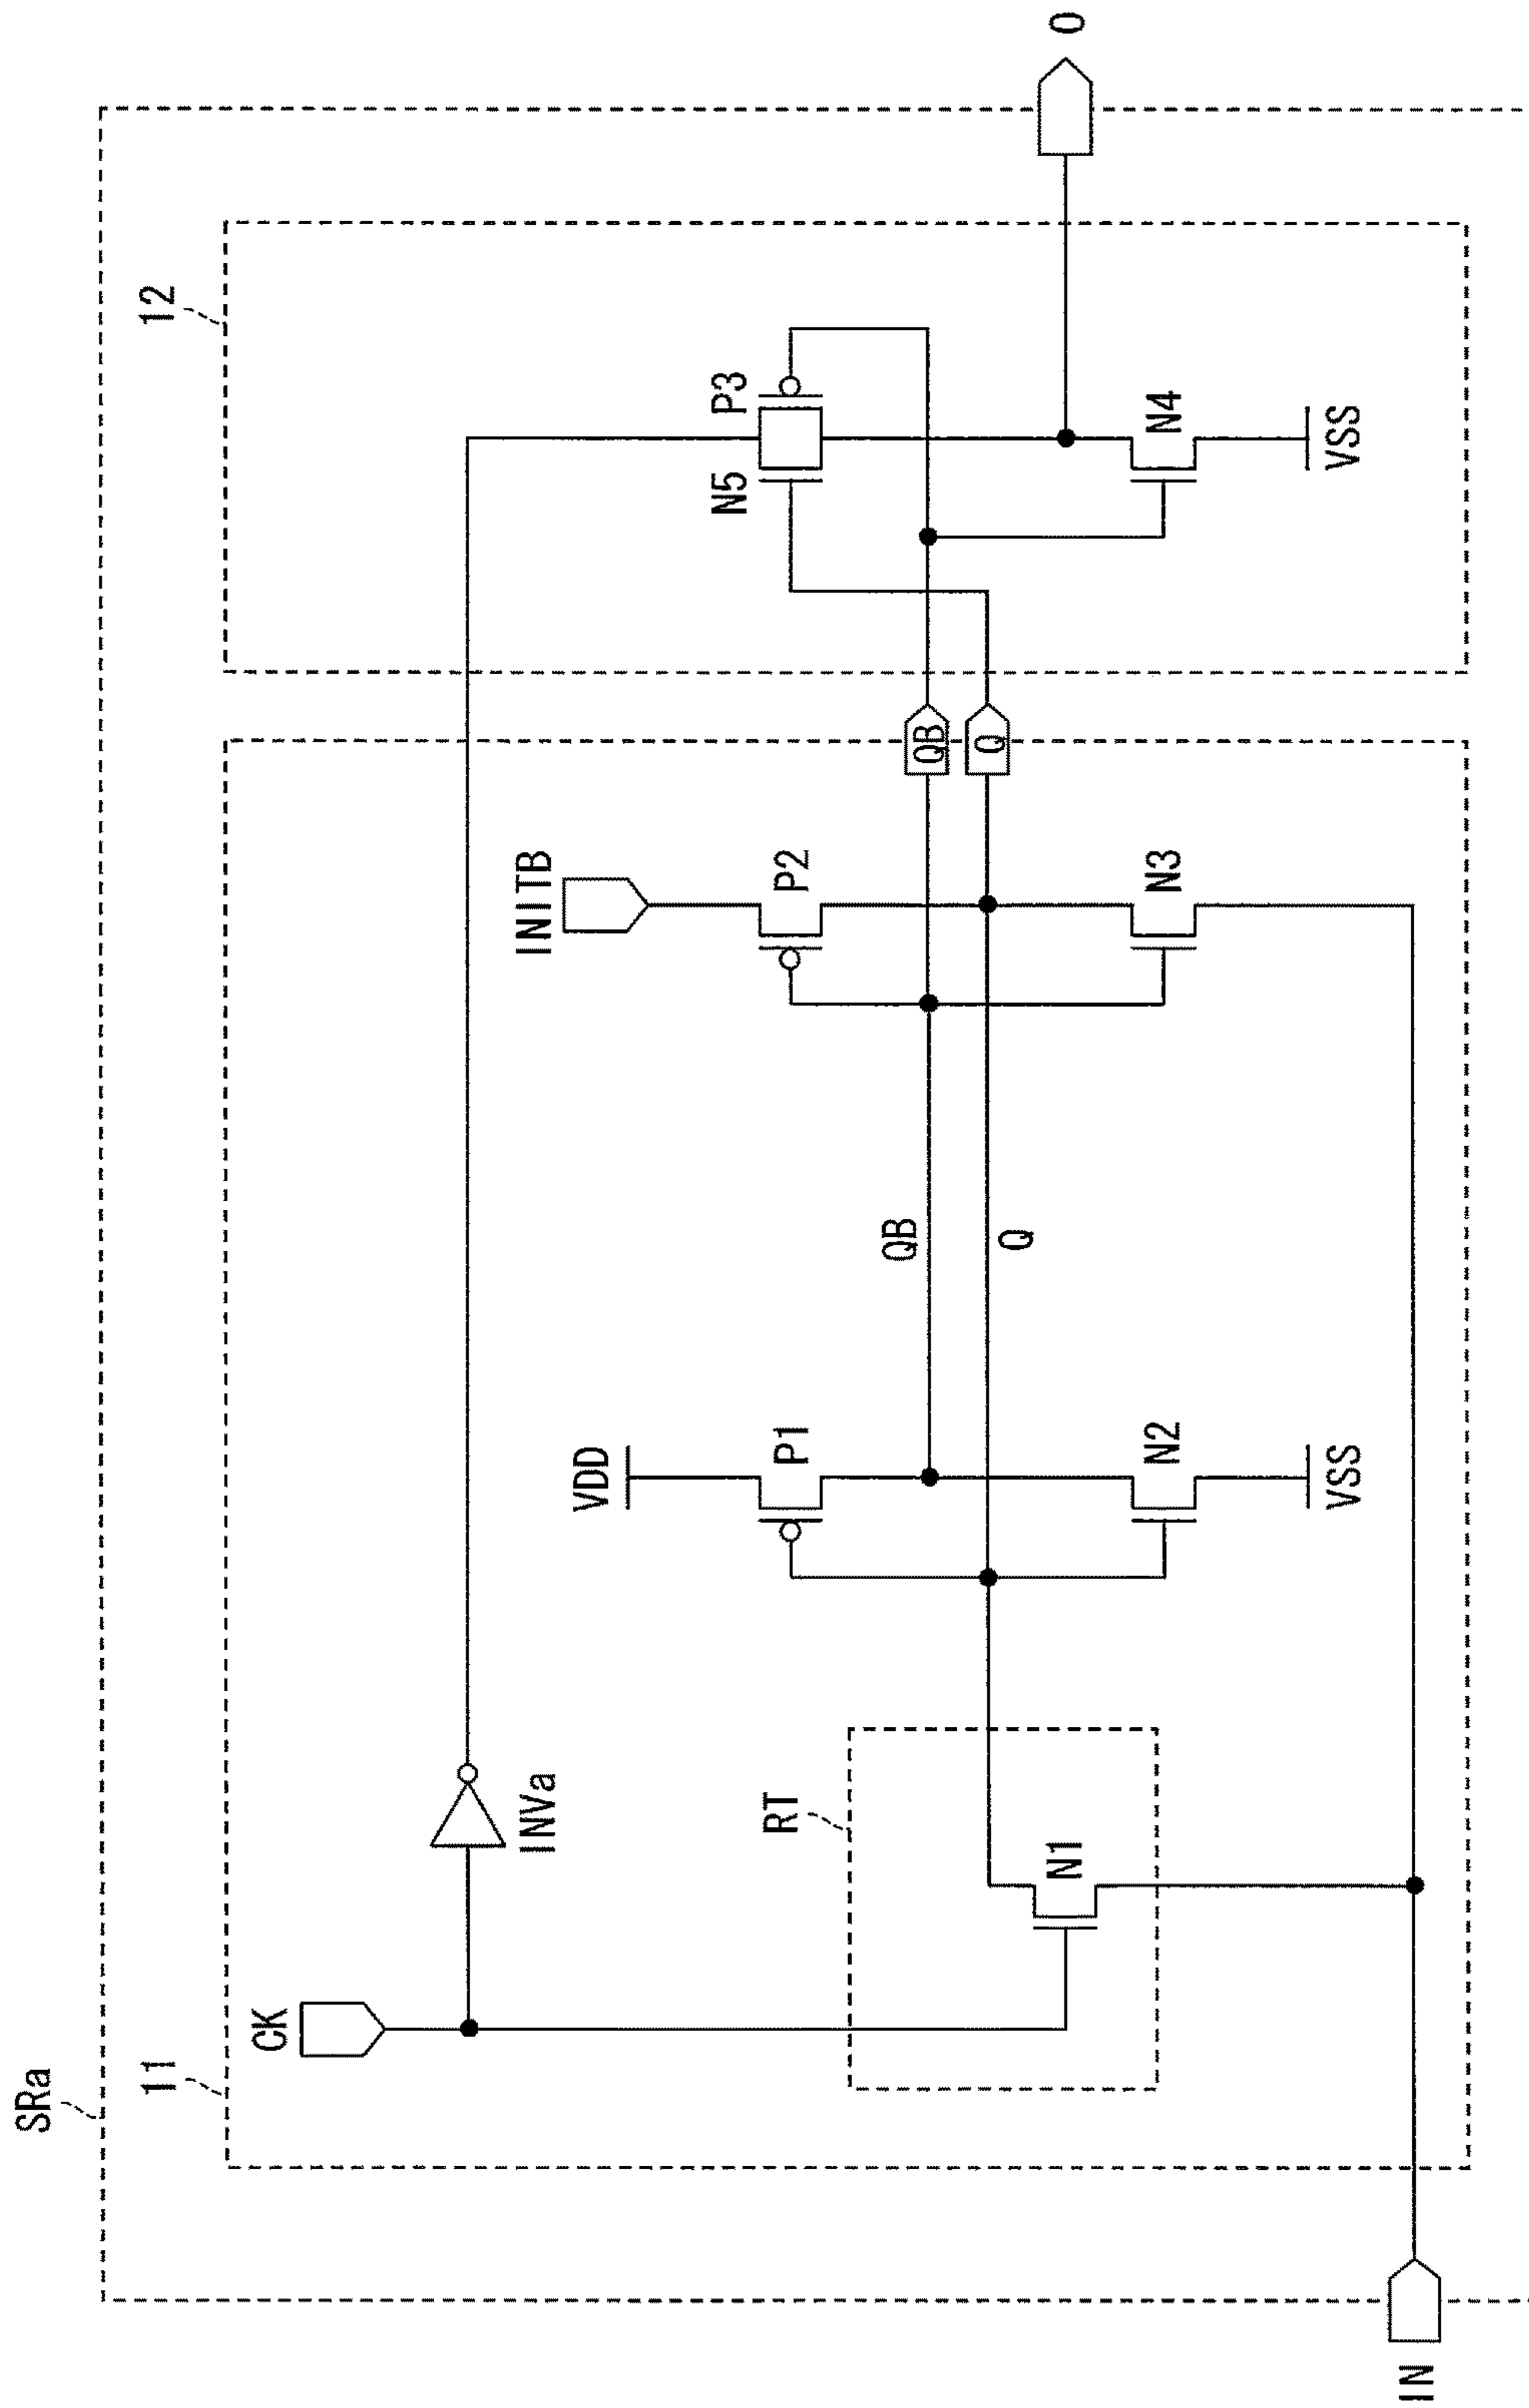 SRa
11
12
CK
INVa
INITB
VDD
P1
P2
N5
P3
QB
QB
Q
Q
RT
N1
N2
N3
N4
VSS
VSS
IN
O